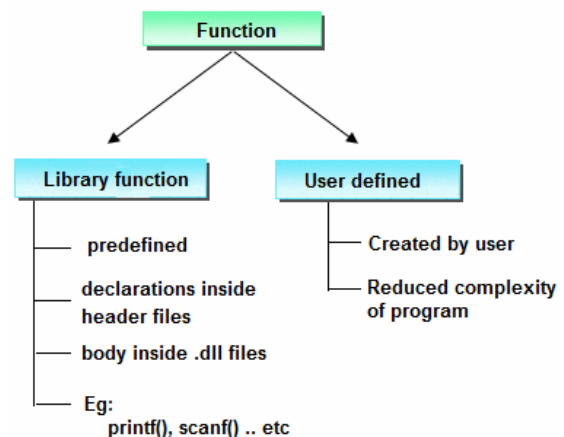 Function
Library function
User defined
predefined
declarations inside
header files
body inside .dll files
Eg:
printf(), scanf() .. etc
Created by user
Reduced complexity
of program